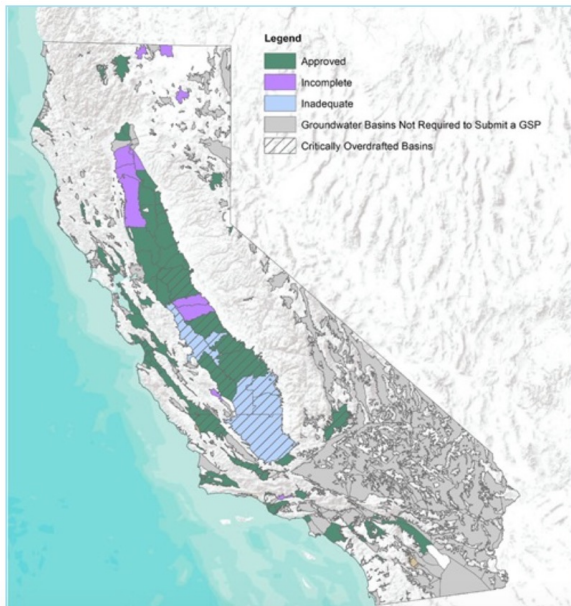 Legend
Approved
Incomplete
Inadequate
Groundwater Basins Not Required to Submit a GSP
Critically Overdrafted Basins